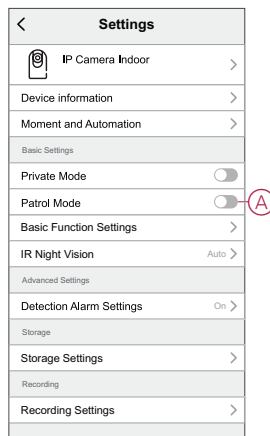 Settings
IP Camera Indoor
Device information
Moment and Automation
Basic Settings
Private Mode
Patrol Mode
A
Basic Function Settings
IR Night Vision Auto
Advanced Settings
Detection Alarm Settings On
Storage
Storage Settings
Recording
Recording Settings